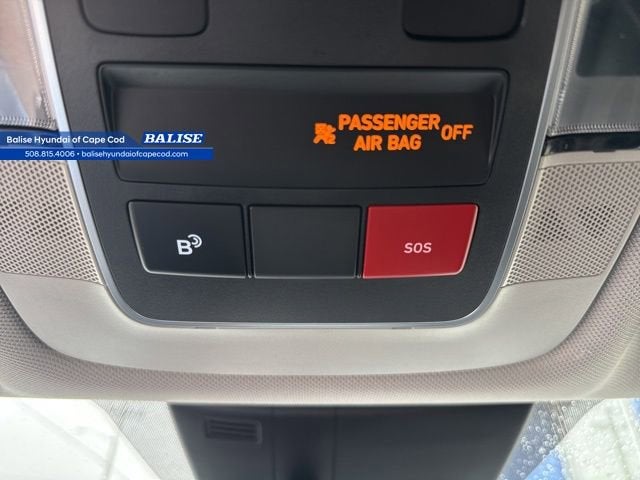 PASSENGER OFF
AIR BAG
Balise Hyundai of Cape Cod BALISE
508.815.4006 • balisehyundaiofcapecod.com
B
SOS